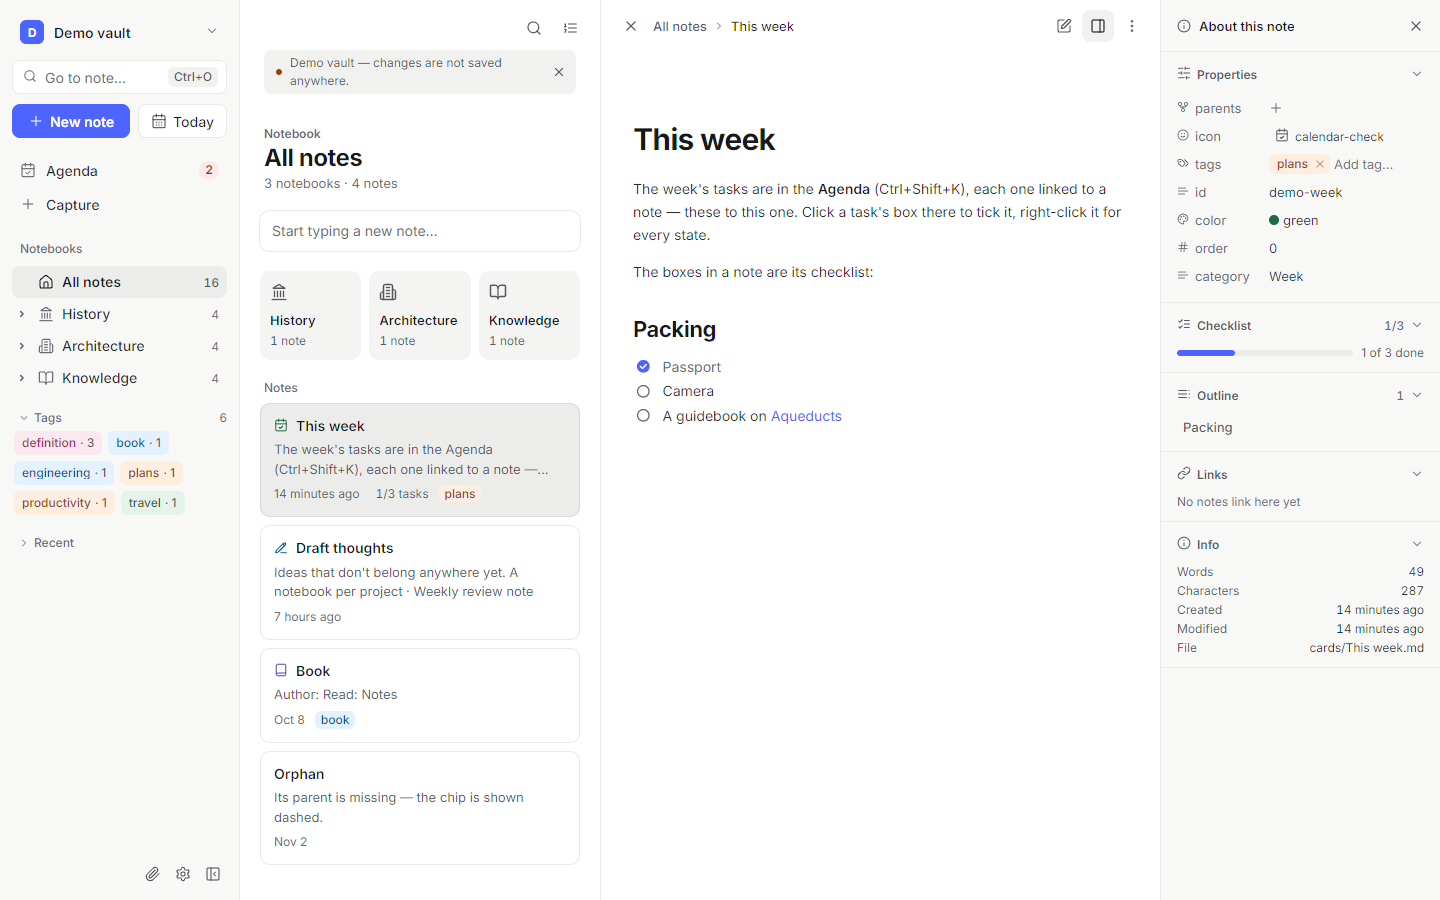 D Demo vault
Go to note... Ctrl+O
New note Today
Agenda 2
Capture
Notebooks
All notes 16
History 4
Architecture 4
Knowledge 4
Tags 6
definition · 3 book · 1
engineering · 1 plans · 1
productivity · 1 travel · 1
Recent
Demo vault — changes are not saved
anywhere.
Notebook
All notes
3 notebooks · 4 notes
Start typing a new note...
History Architecture Knowledge
1 note 1 note 1 note
Notes
This week
The week's tasks are in the Agenda
(Ctrl+Shift+K), each one linked to a note —...
14 minutes ago 1/3 tasks plans
Draft thoughts
Ideas that don't belong anywhere yet. A
notebook per project · Weekly review note
7 hours ago
Book
Author: Read: Notes
Oct 8 book
Orphan
Its parent is missing — the chip is shown
dashed.
Nov 2
All notes This week
This week
The week's tasks are in the Agenda (Ctrl+Shift+K), each one linked to a
note — these to this one. Click a task's box there to tick it, right-click it for
every state.
The boxes in a note are its checklist:
Packing
Passport
Camera
A guidebook on Aqueducts
About this note
Properties
parents
icon calendar-check
tags plans Add tag...
id demo-week
color green
order 0
category Week
Checklist 1/3
1 of 3 done
Outline 1
Packing
Links
No notes link here yet
Info
Words 49
Characters 287
Created 14 minutes ago
Modified 14 minutes ago
File cards/This week.md